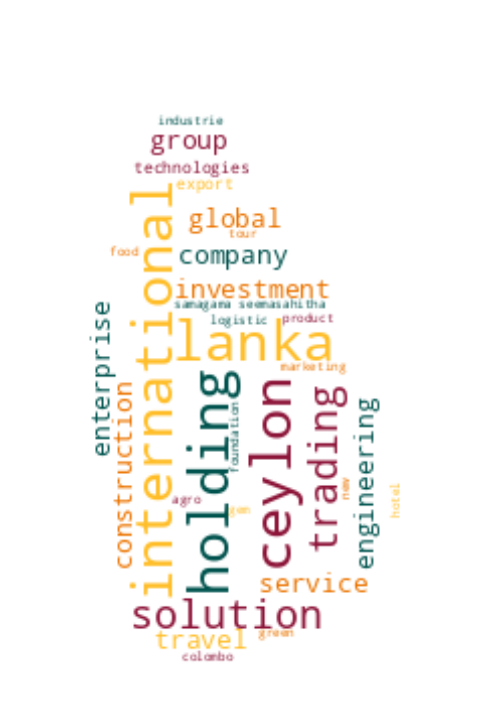 industrie
group
technologies
export
international
global
tour
food
company
investment
samagama seemasahitha
logistic
product
enterprise
lanka
marketing
construction
holding
foundation
ceylon
trading
engineering
new
hotel
agro
gem
service
solution
travel
green
colombo